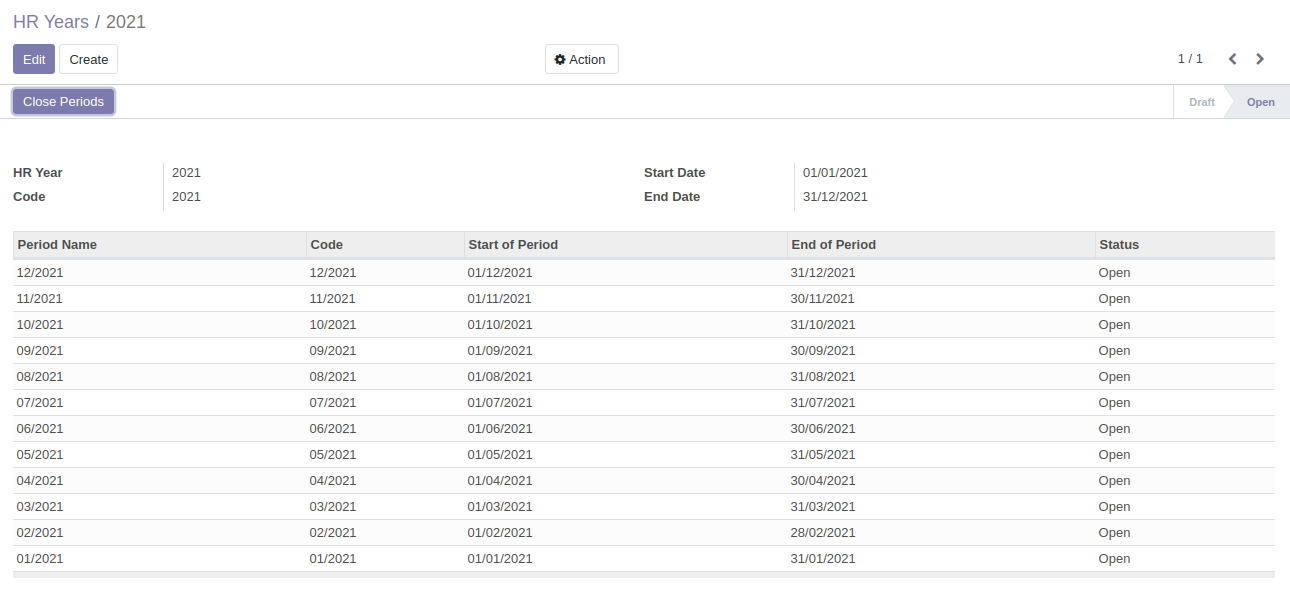 HR Years / 2021
Edit Create Action 1 / 1
Close Periods Draft Open
HR Year 2021 Start Date 01/01/2021
Code 2021 End Date 31/12/2021
Period Name Code Start of Period End of Period Status
12/2021 12/2021 01/12/2021 31/12/2021 Open
11/2021 11/2021 01/11/2021 30/11/2021 Open
10/2021 10/2021 01/10/2021 31/10/2021 Open
09/2021 09/2021 01/09/2021 30/09/2021 Open
08/2021 08/2021 01/08/2021 31/08/2021 Open
07/2021 07/2021 01/07/2021 31/07/2021 Open
06/2021 06/2021 01/06/2021 30/06/2021 Open
05/2021 05/2021 01/05/2021 31/05/2021 Open
04/2021 04/2021 01/04/2021 30/04/2021 Open
03/2021 03/2021 01/03/2021 31/03/2021 Open
02/2021 02/2021 01/02/2021 28/02/2021 Open
01/2021 01/2021 01/01/2021 31/01/2021 Open